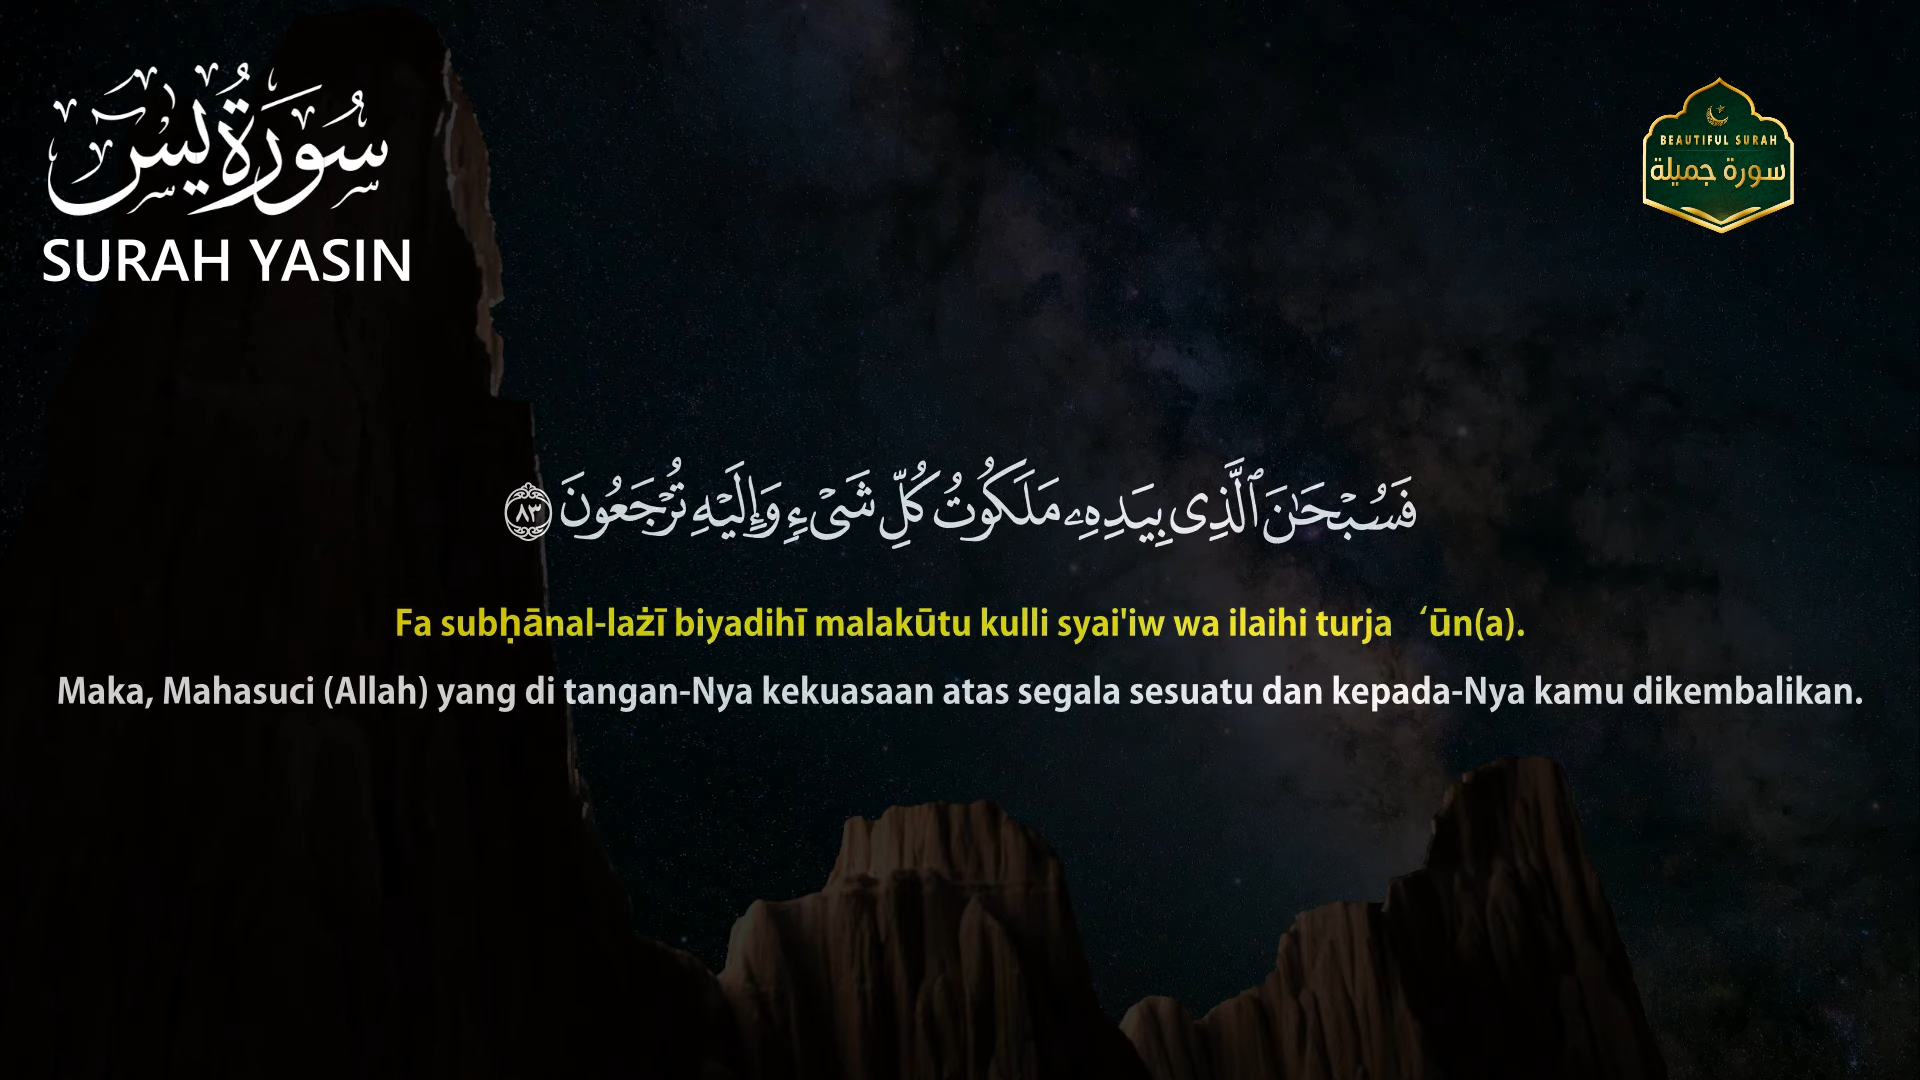 سُورَةُ يسٓ
SURAH YASIN
BEAUTIFUL SURAH
سورة جميلة
فَسُبْحَٰنَ ٱلَّذِى بِيَدِهِۦ مَلَكُوتُ كُلِّ شَىْءٍ وَإِلَيْهِ تُرْجَعُونَ ٨٣
Fa subḥānal-lażī biyadihī malakūtu kulli syai'iw wa ilaihi turja ‘ūn(a).
Maka, Mahasuci (Allah) yang di tangan-Nya kekuasaan atas segala sesuatu dan kepada-Nya kamu dikembalikan.